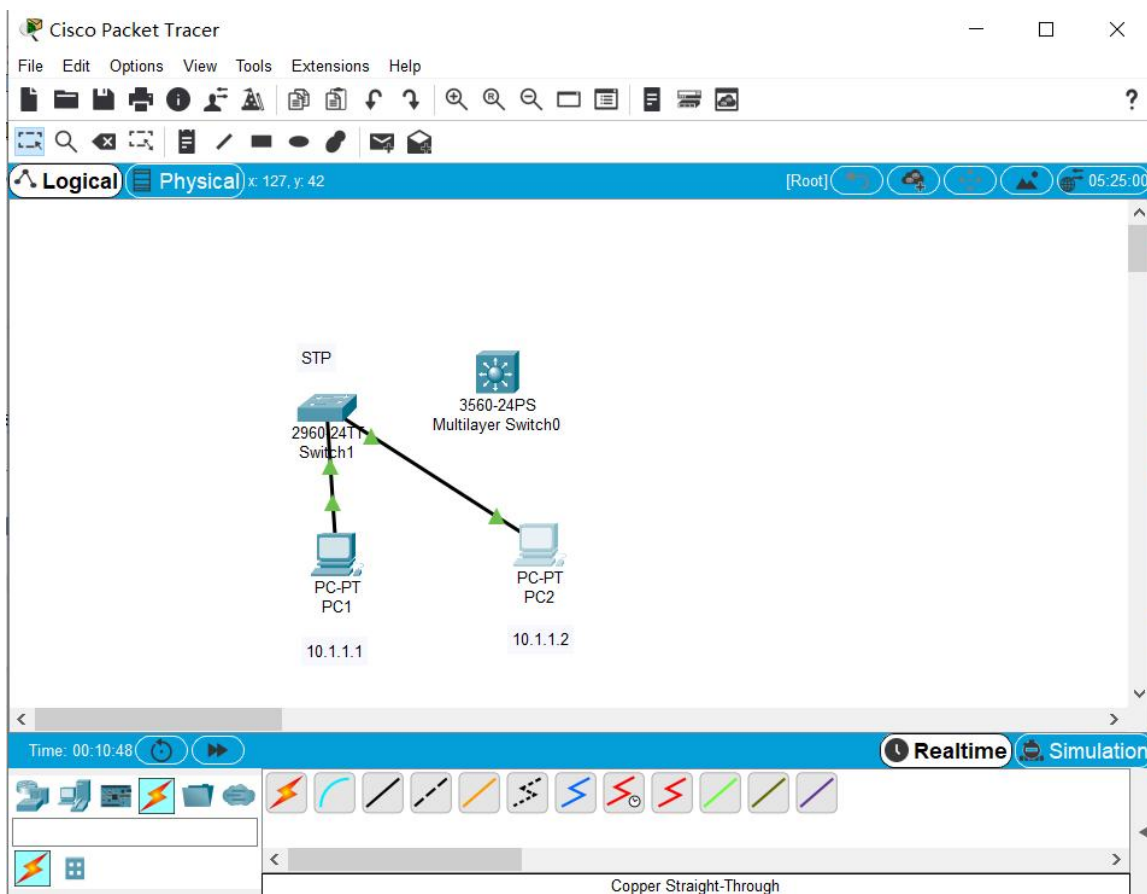 Cisco Packet Tracer
File Edit Options View Tools Extensions Help
?
Logical Physical x: 127, y: 42 [Root] 05:25:00
STP
3560-24PS
Multilayer Switch0
2960-24TT
Switch1
PC-PT
PC1
PC-PT
PC2
10.1.1.1
10.1.1.2
Time: 00:10:48 Realtime Simulation
Copper Straight-Through